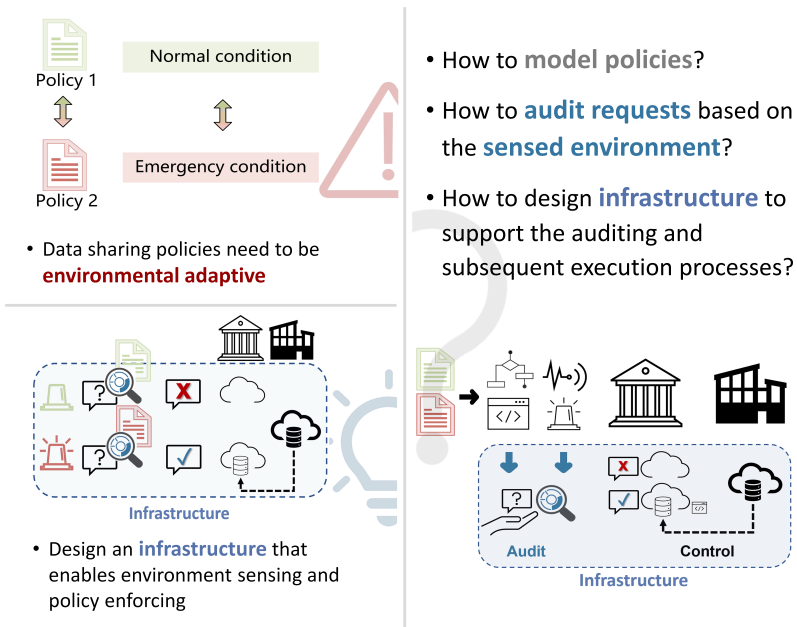 Normal condition
Policy 1
Emergency condition
Policy 2
• Data sharing policies need to be
environmental adaptive
?
X
?
✓
Infrastructure
• Design an infrastructure that
enables environment sensing and
policy enforcing
• How to model policies?
• How to audit requests based on
the sensed environment?
• How to design infrastructure to
support the auditing and
subsequent execution processes?
</>
X
?
✓
</>
Audit
Control
Infrastructure